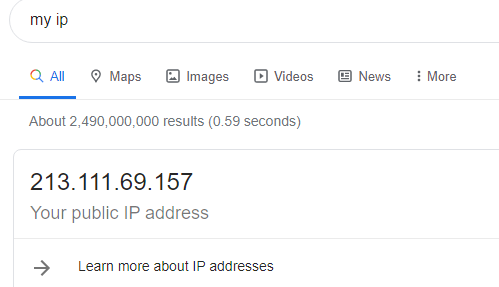 my ip
All Maps Images Videos News More
About 2,490,000,000 results (0.59 seconds)
213.111.69.157
Your public IP address
Learn more about IP addresses